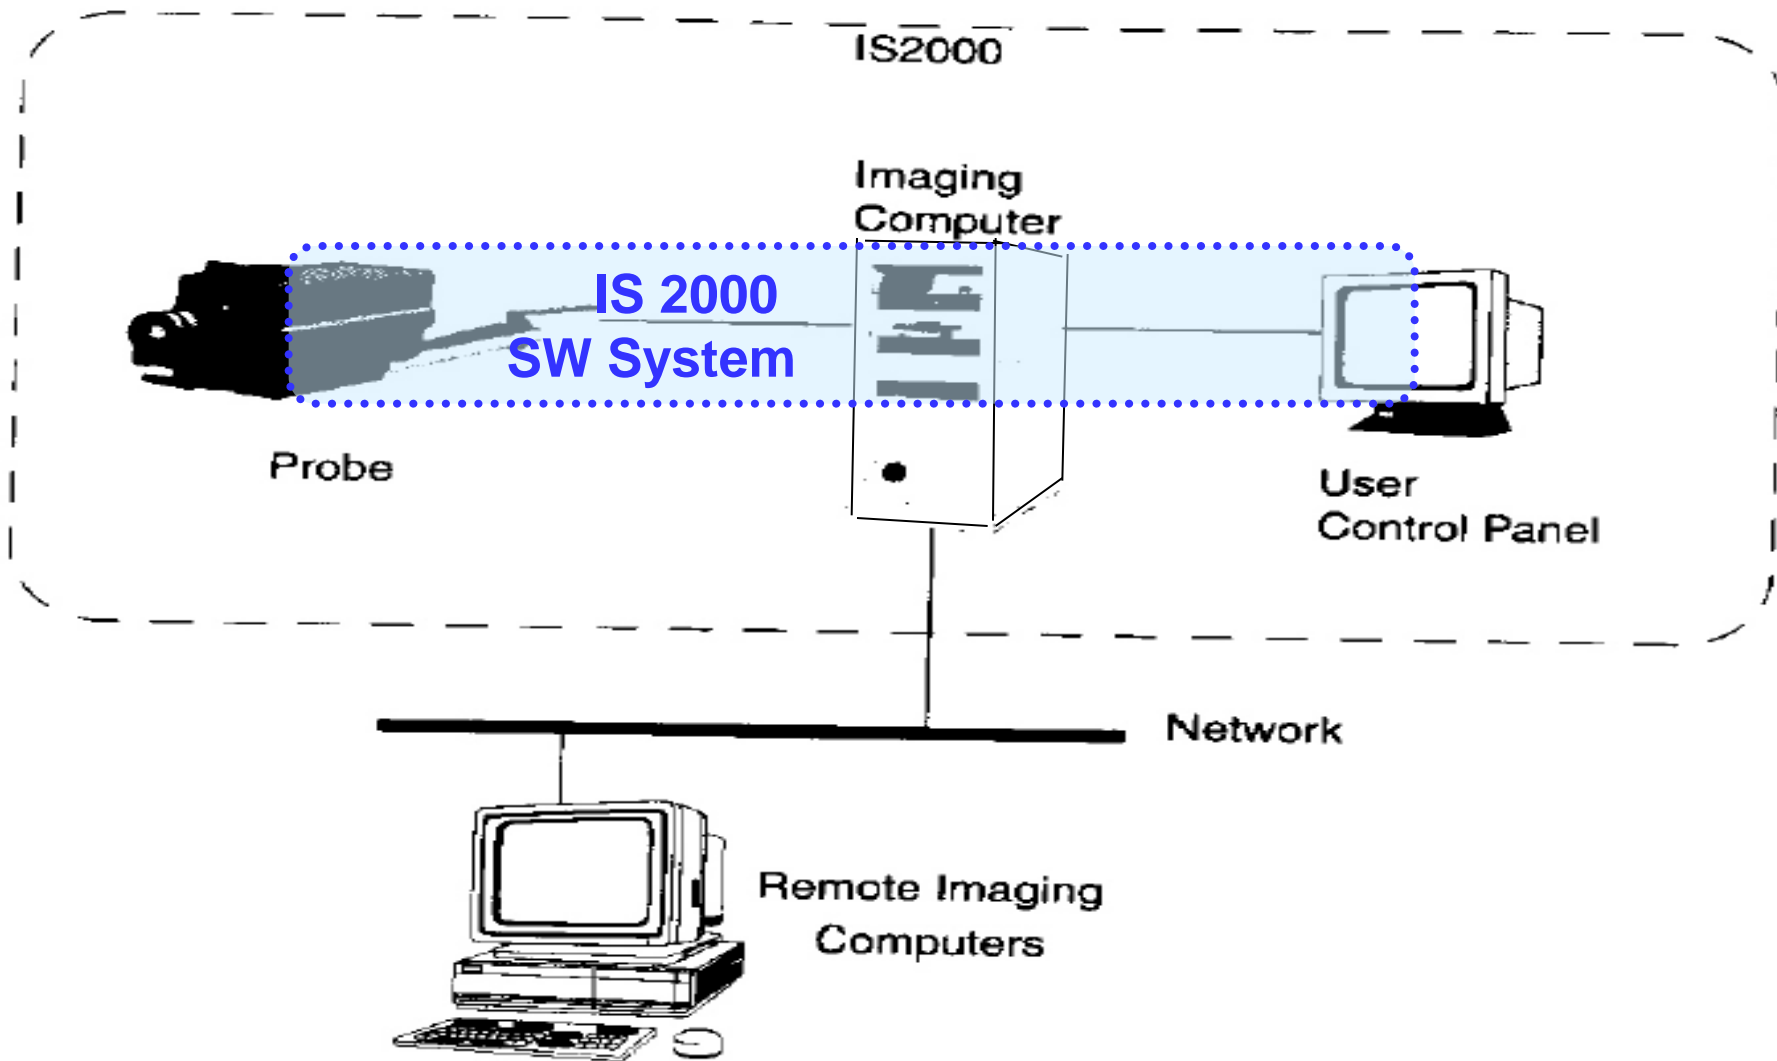 IS2000
Imaging
Computer
IS 2000
SW System
Probe
User
Control Panel
Network
Remote Imaging
Computers